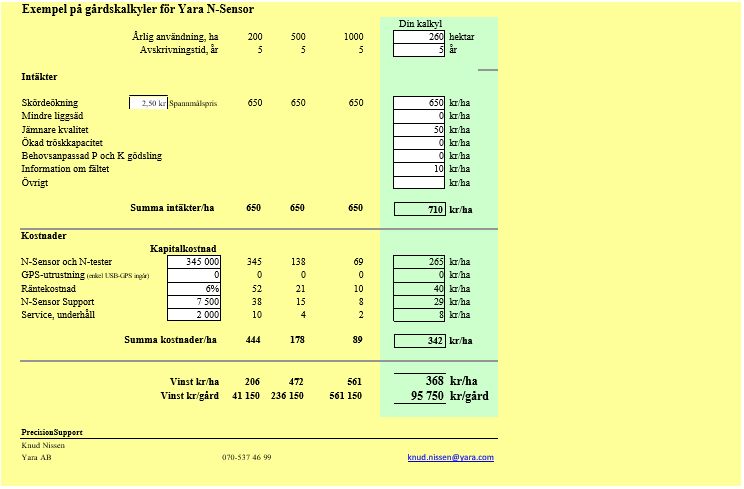 Exempel på gårdskalkyler för Yara N-Sensor
Din kalkyl
Årlig användning, ha 200 500 1000 260 hektar
Avskrivningstid, år 5 5 5 5 år
Intäkter
Skördeökning 2,50 kr Spannmålspris 650 650 650 650 kr/ha
Mindre liggsäd 0 kr/ha
Jämnare kvalitet 50 kr/ha
Ökad tröskkapacitet 0 kr/ha
Behovsanpassad P och K gödsling 0 kr/ha
Information om fältet 10 kr/ha
Övrigt kr/ha
Summa intäkter/ha 650 650 650 710 kr/ha
Kostnader
Kapitalkostnad
N-Sensor och N-tester 345 000 345 138 69 265 kr/ha
GPS-utrustning (enkel USB-GPS ingår) 0 0 0 0 0 kr/ha
Räntekostnad 6% 52 21 10 40 kr/ha
N-Sensor Support 7 500 38 15 8 29 kr/ha
Service, underhåll 2 000 10 4 2 8 kr/ha
Summa kostnader/ha 444 178 89 342 kr/ha
Vinst kr/ha 206 472 561 368 kr/ha
Vinst kr/gård 41 150 236 150 561 150 95 750 kr/gård
PrecisionSupport
Knud Nissen
Yara AB 070-537 46 99 knud.nissen@yara.com